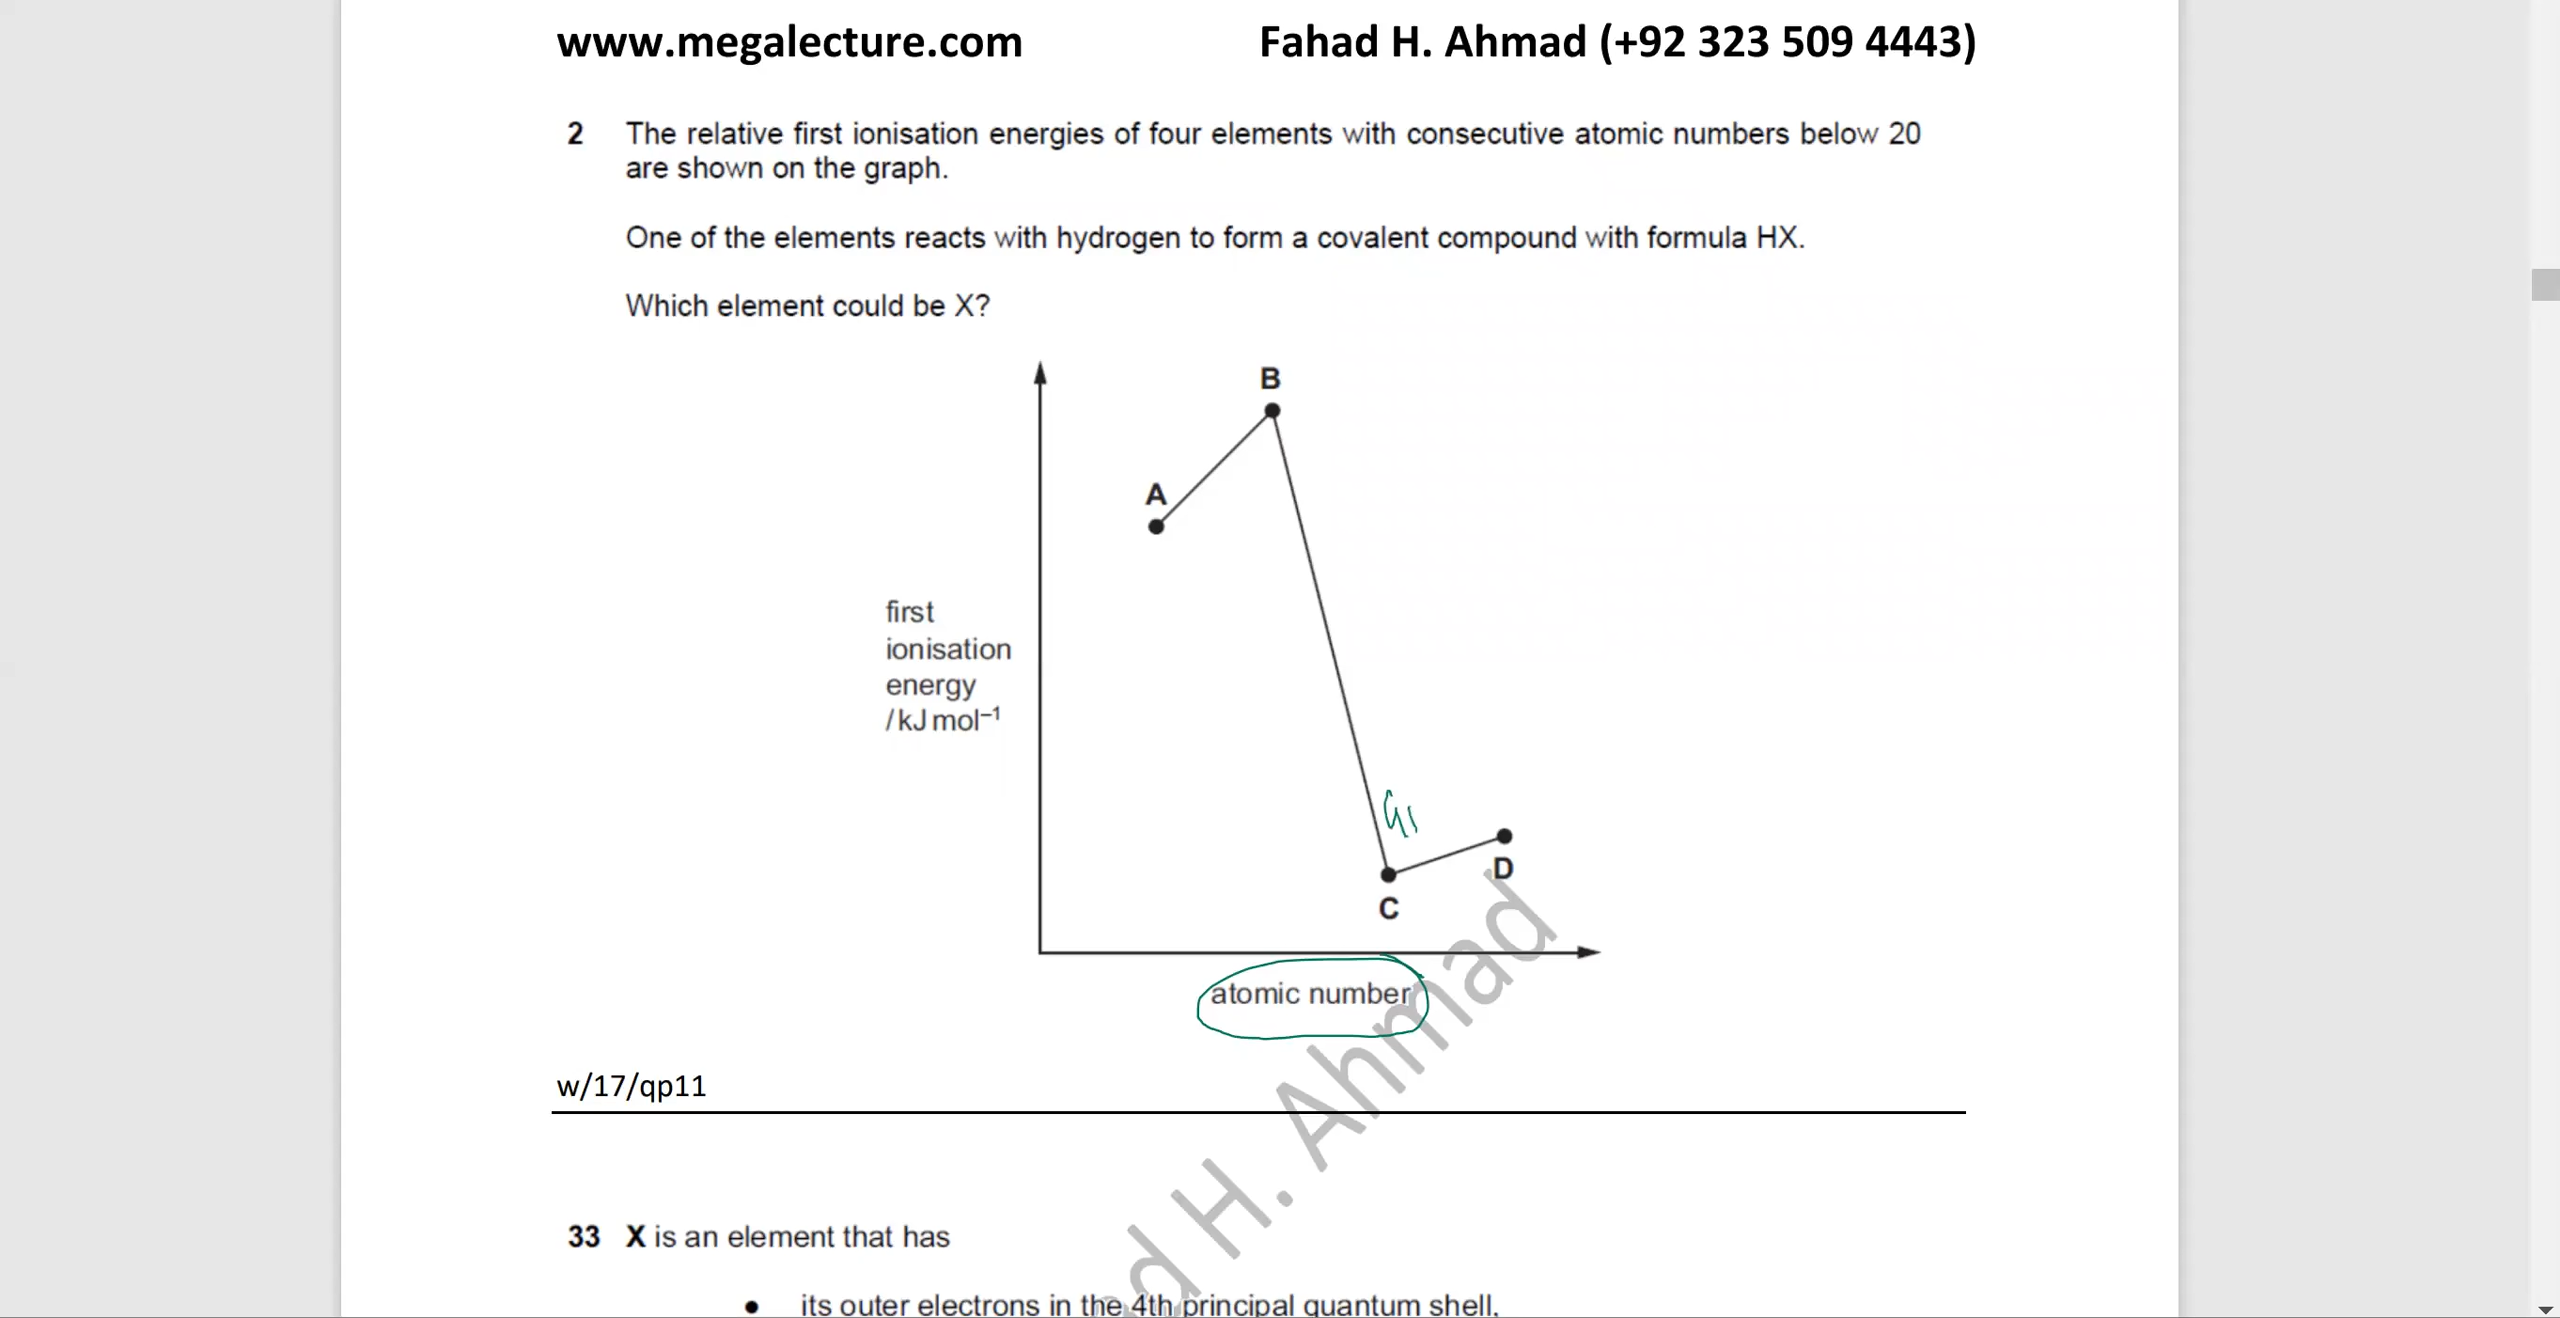 www.megalecture.com Fahad H. Ahmad (+92 323 509 4443)
2 The relative first ionisation energies of four elements with consecutive atomic numbers below 20
are shown on the graph.
One of the elements reacts with hydrogen to form a covalent compound with formula HX.
Which element could be X?
B
A
first
ionisation
energy
/ kJ mol⁻¹
G1
D
C
atomic number
w/17/qp11
33 X is an element that has
• its outer electrons in the 4th principal quantum shell,
d H. Ahmad